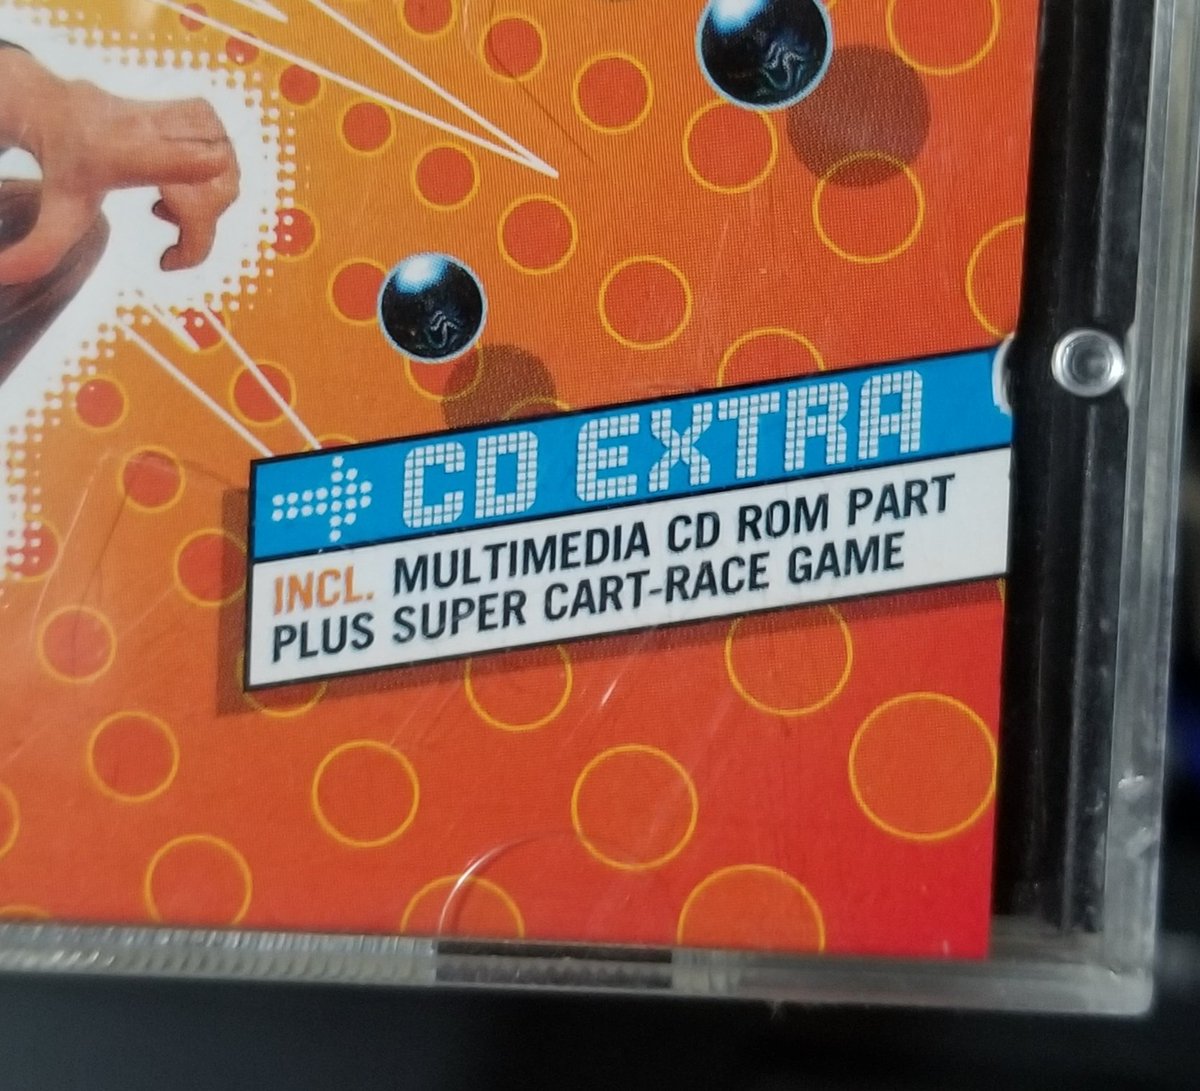 CD EXTRA
INCL. MULTIMEDIA CD ROM PART
PLUS SUPER CART-RACE GAME